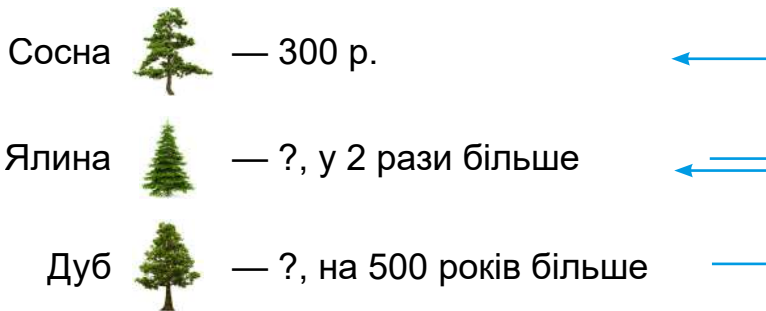 Сосна — 300 р.
Ялина — ?, у 2 рази більше
Дуб — ?, на 500 років більше